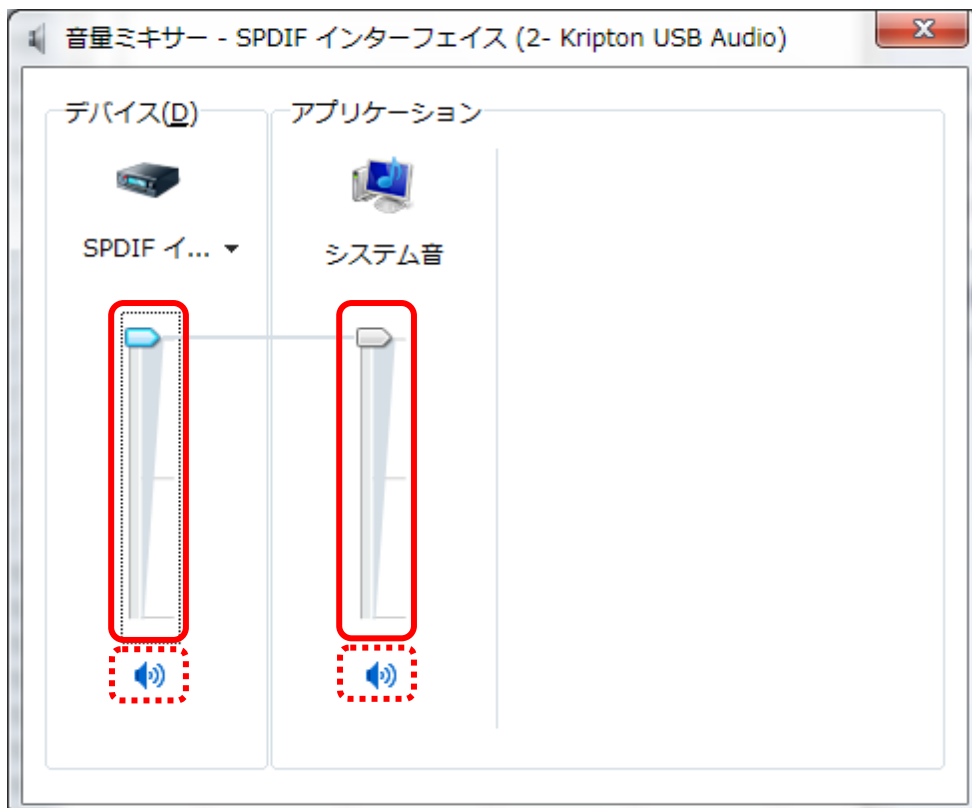 音量ミキサー - SPDIF インターフェイス (2- Kripton USB Audio)
デバイス(D)
アプリケーション
SPDIF イ...
システム音